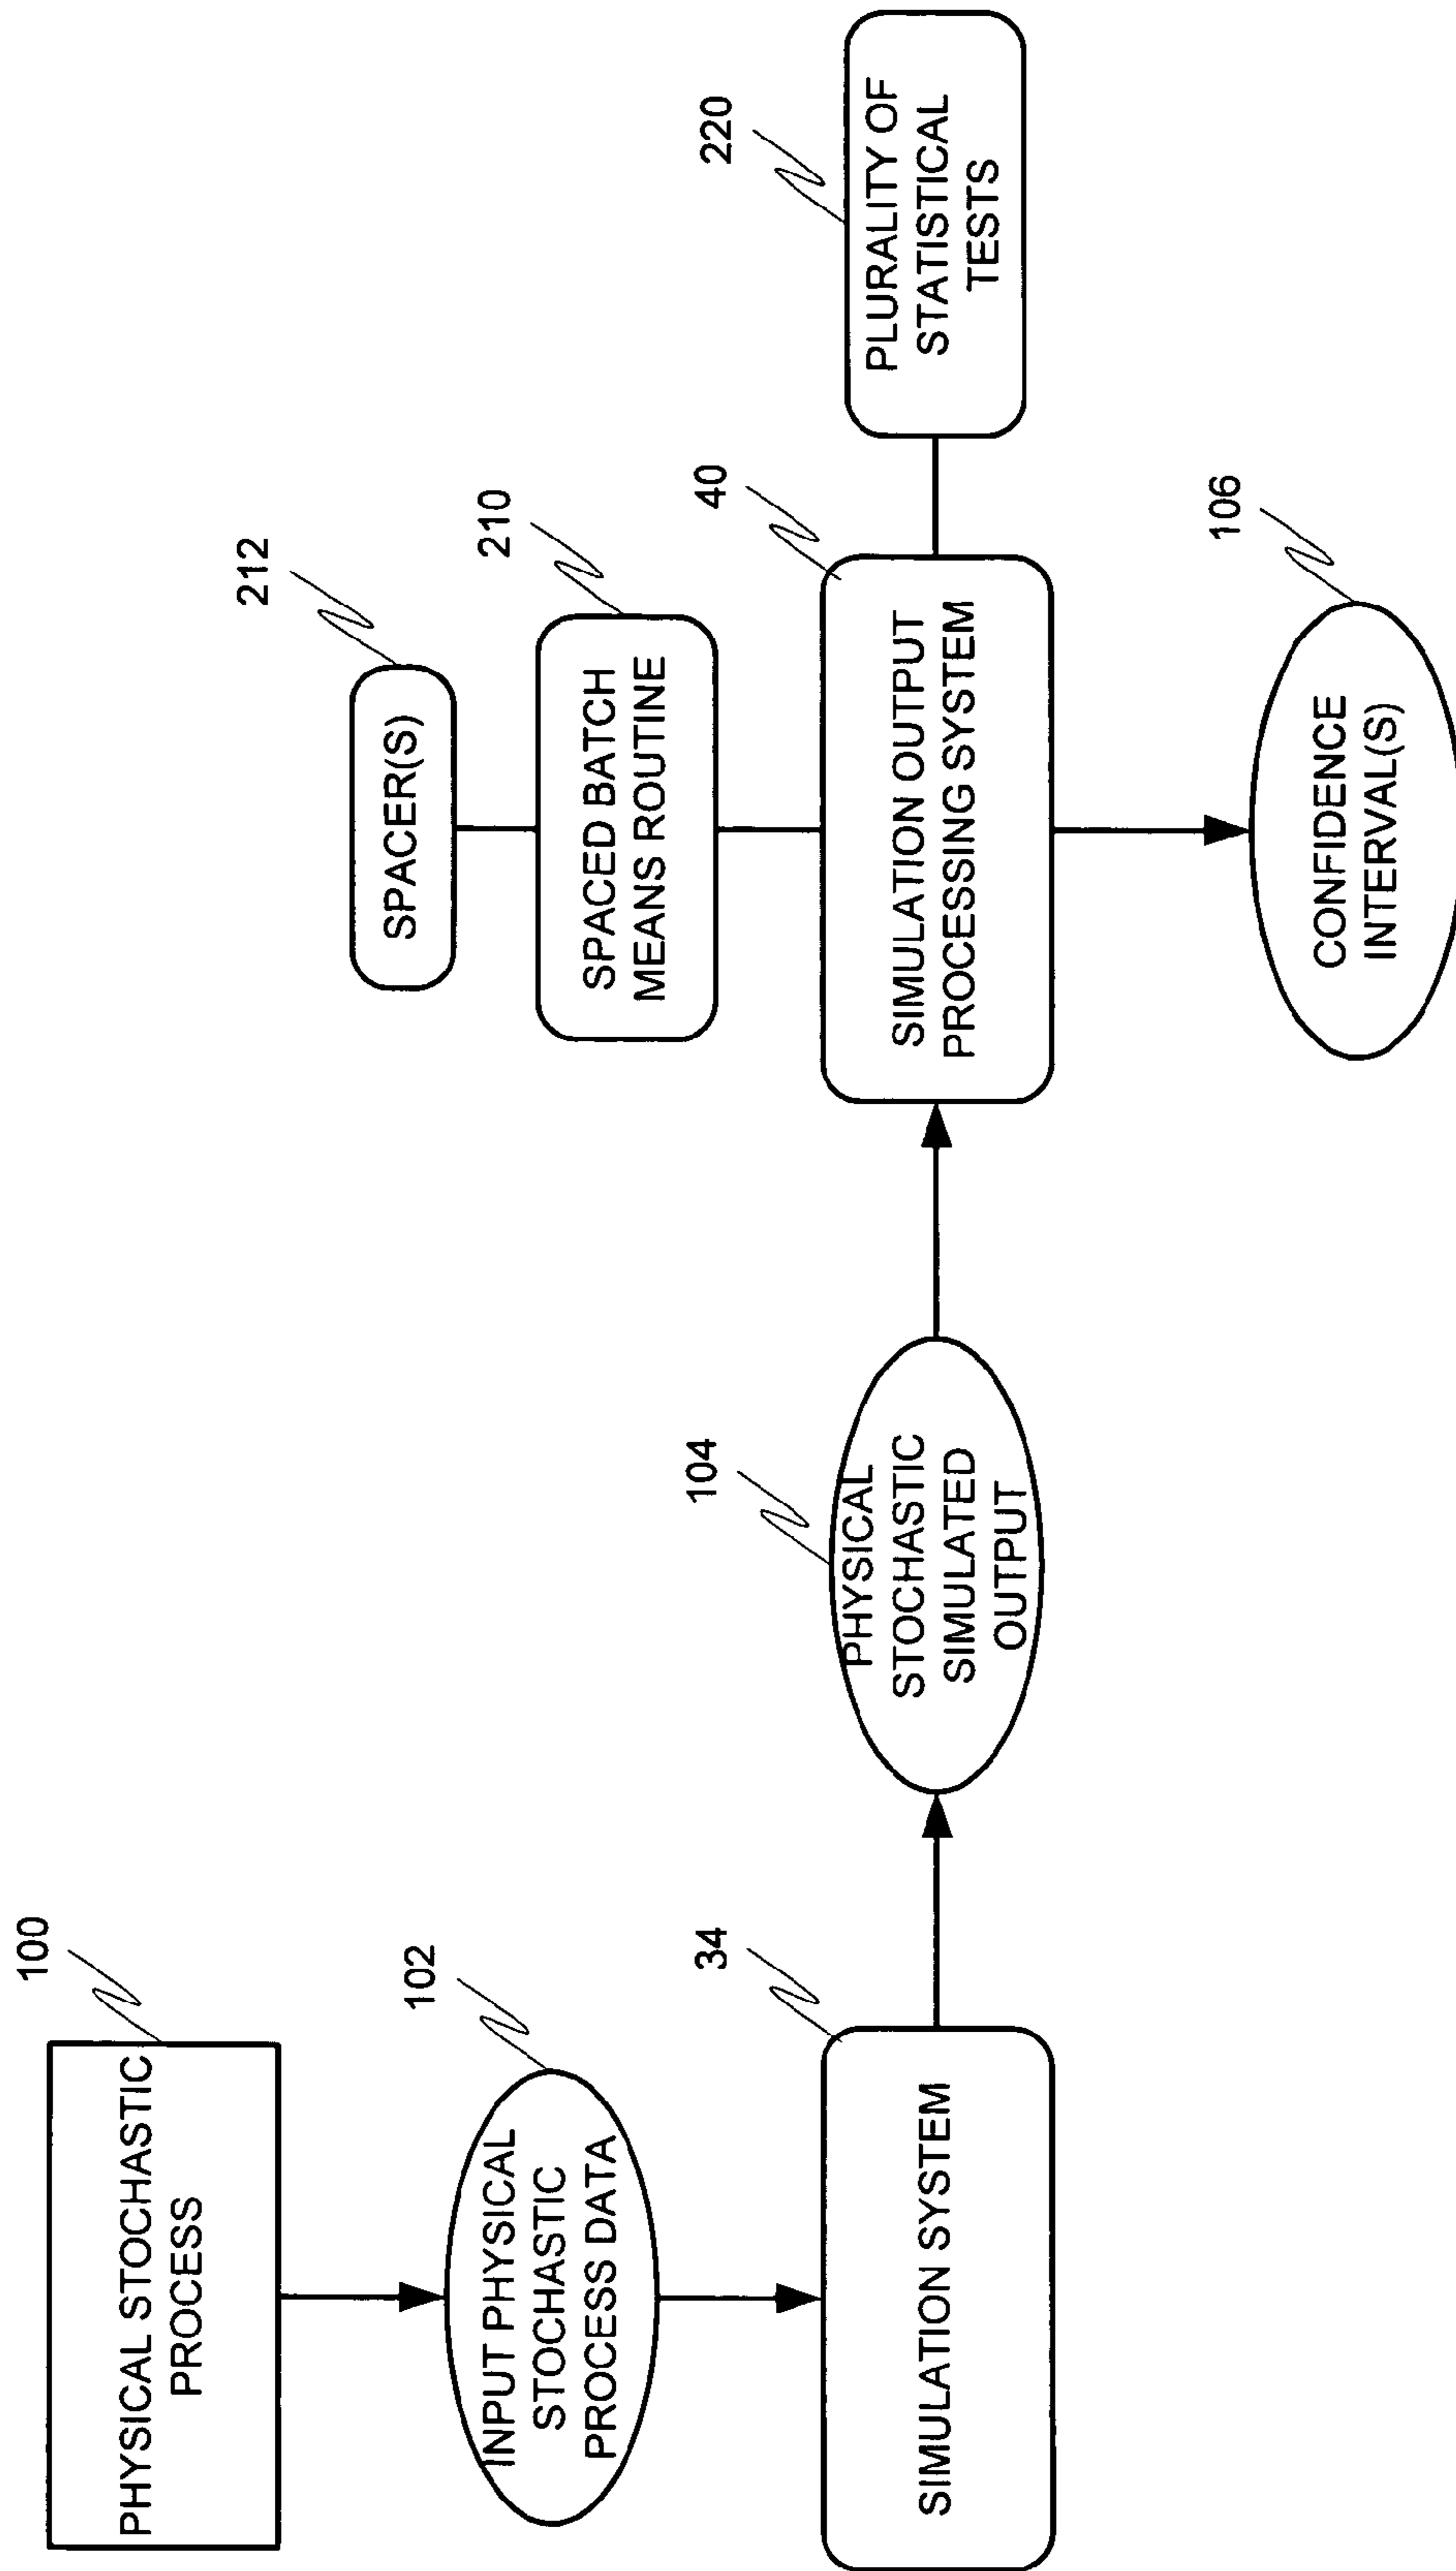 100
PHYSICAL STOCHASTIC
PROCESS
102
INPUT PHYSICAL
STOCHASTIC
PROCESS DATA
34
SIMULATION SYSTEM
104
PHYSICAL
STOCHASTIC
SIMULATED
OUTPUT
212
SPACER(S)
210
SPACED BATCH
MEANS ROUTINE
40
SIMULATION OUTPUT
PROCESSING SYSTEM
220
PLURALITY OF
STATISTICAL
TESTS
106
CONFIDENCE
INTERVAL(S)